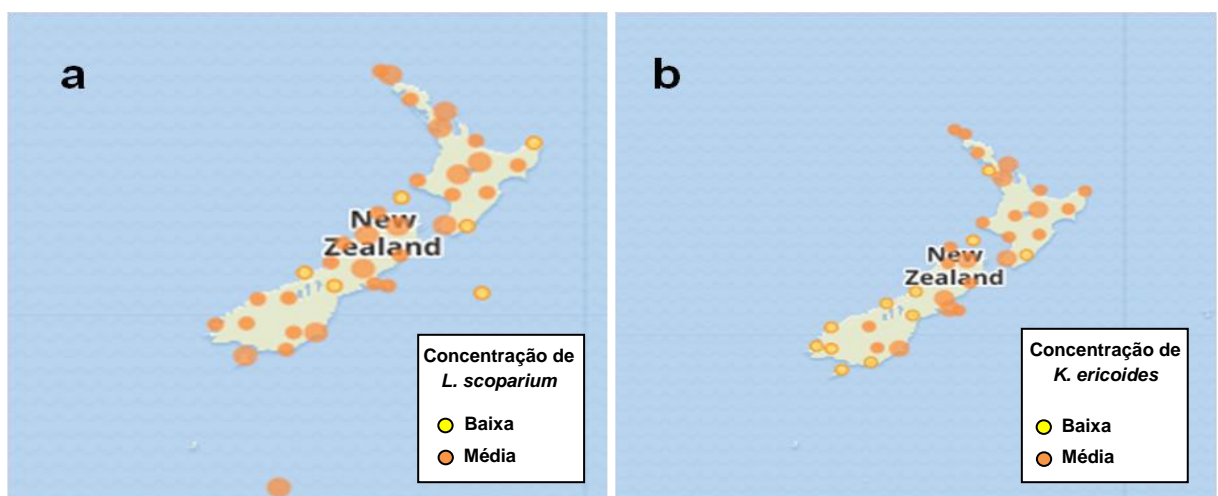 a
New
Zealand
Concentração de
L. scoparium
Baixa
Média
b
New
Zealand
Concentração de
K. ericoides
Baixa
Média